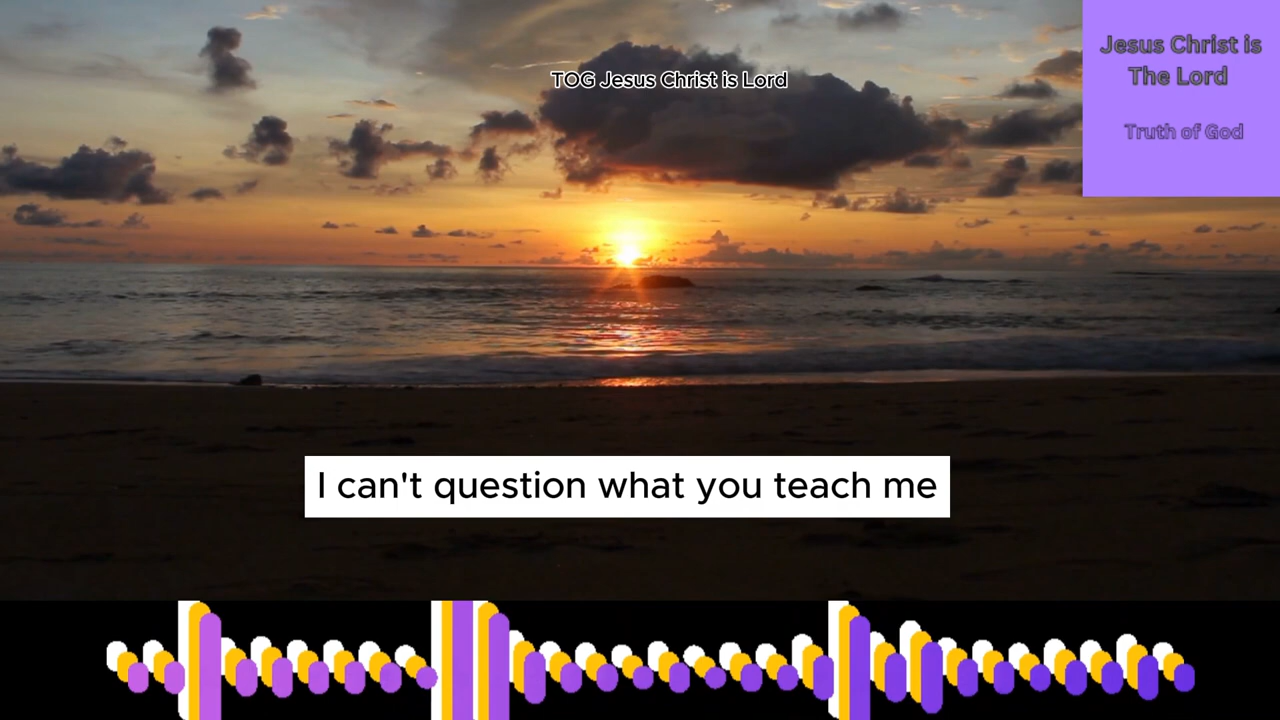 Jesus Christ is
The Lord
TOG Jesus Christ is Lord
Truth of God
I can't question what you teach me